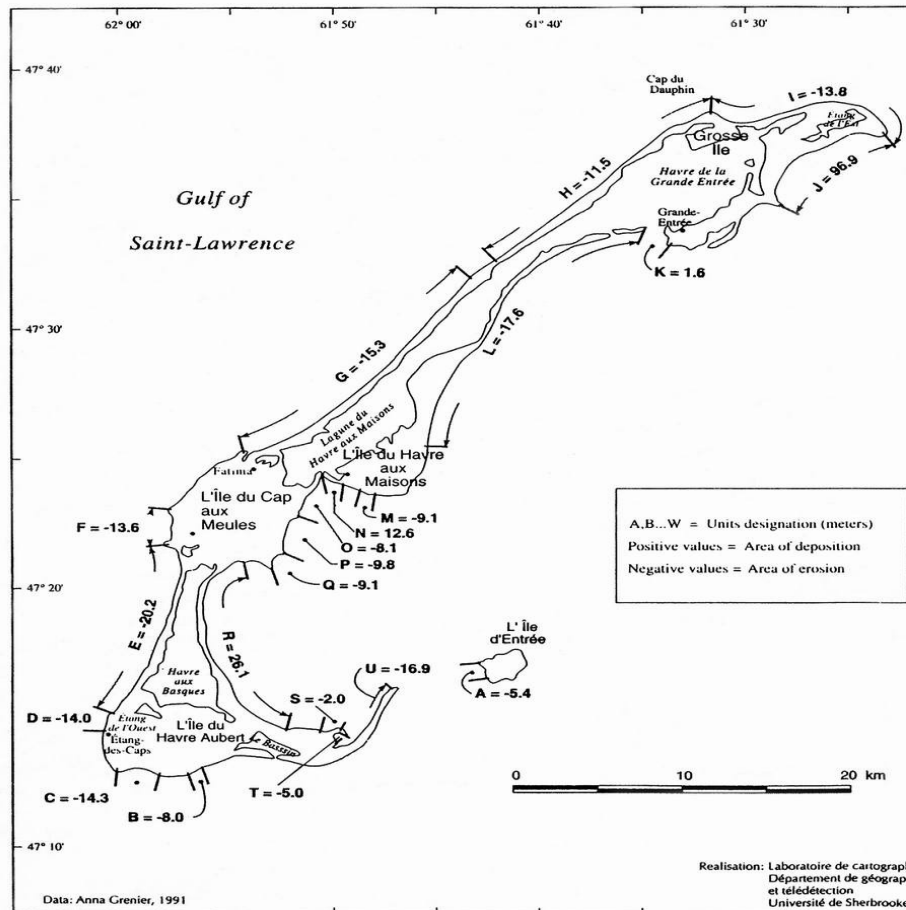 62° 00'
61° 50'
61° 40'
61° 30'
47° 40'
Cap du
Dauphin
I = -13.8
Étang
de l'Est
Grosse
Ile
Havre de la
Grande Entrée
J = 96.9
H = -11.5
Gulf of
Saint-Lawrence
Grande-
Entrée
K = 1.6
47° 30'
L = -17.6
G = -15.3
Lagune du
Havre aux Maisons
L'Île du Havre
aux
Maisons
Fatima
L'Île du Cap
aux
Meules
F = -13.6
M = -9.1
N = 12.6
O = -8.1
P = -9.8
Q = -9.1
A,B...W = Units designation (meters)
Positive values = Area of deposition
Negative values = Area of erosion
47° 20'
E = -20.2
R = 26.1
L' Île
d'Entrée
U = -16.9
A = -5.4
Havre
aux
Basques
S = -2.0
D = -14.0
Étang
de l'Ouest
Étang-
des-Caps
L'Île du
Havre Aubert
Le Basssin
T = -5.0
C = -14.3
B = -8.0
0 10 20 km
47° 10'
Realisation: Laboratoire de cartograp
Département de géograp
et télédétection
Université de Sherbrooke
Data: Anna Grenier, 1991